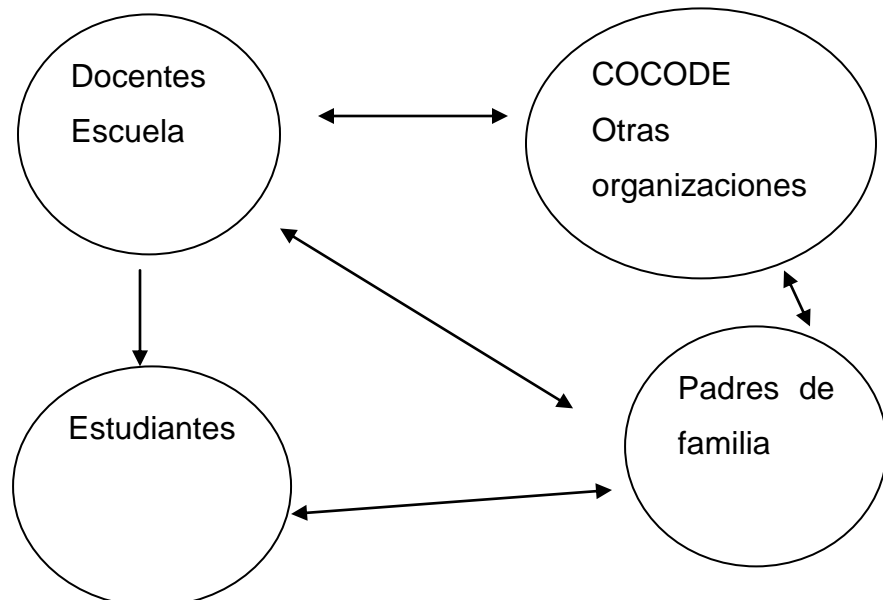 Docentes
Escuela
COCODE
Otras
organizaciones
Estudiantes
Padres de
familia